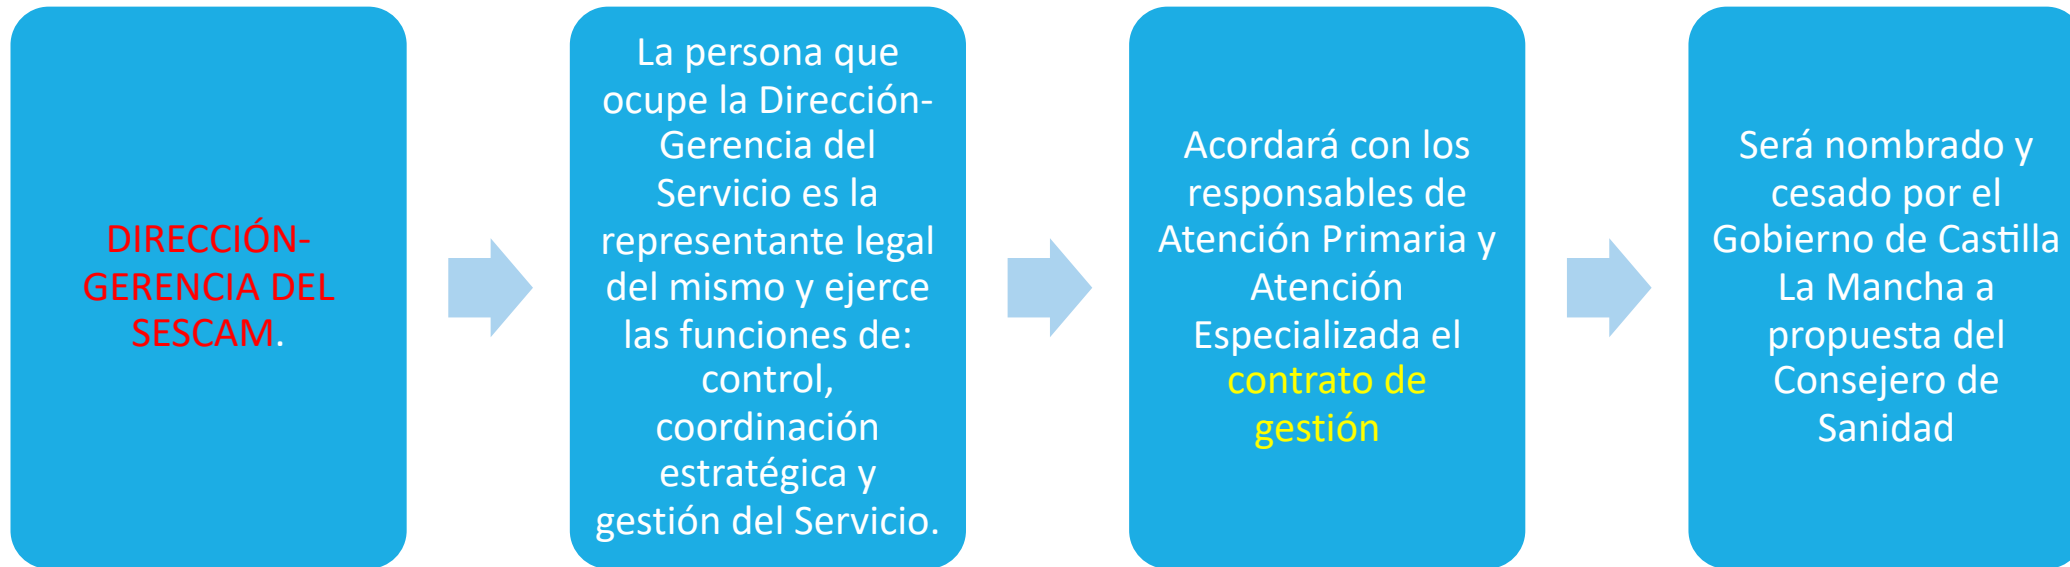 DIRECCIÓN-
GERENCIA DEL
SESCAM.
La persona que
ocupe la Dirección-
Gerencia del
Servicio es la
representante legal
del mismo y ejerce
las funciones de:
control,
coordinación
estratégica y
gestión del Servicio.
Acordará con los
responsables de
Atención Primaria y
Atención
Especializada el
contrato de
gestión
Será nombrado y
cesado por el
Gobierno de Castilla
La Mancha a
propuesta del
Consejero de
Sanidad